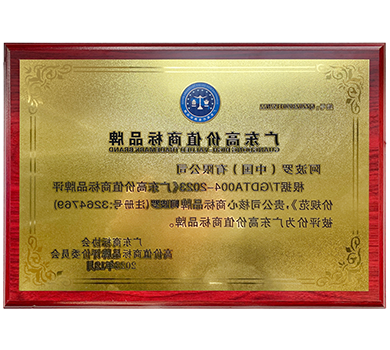 广东高价值商标品牌
阿波罗（中国）有限公司
根据T/GDTA004-2023《广东高价值商标品牌评
价规范》，贵公司核心商标品牌(注册号:3264769)
被评价为广东高价值商标品牌。
广东商标协会
高价值商标品牌评价委员会